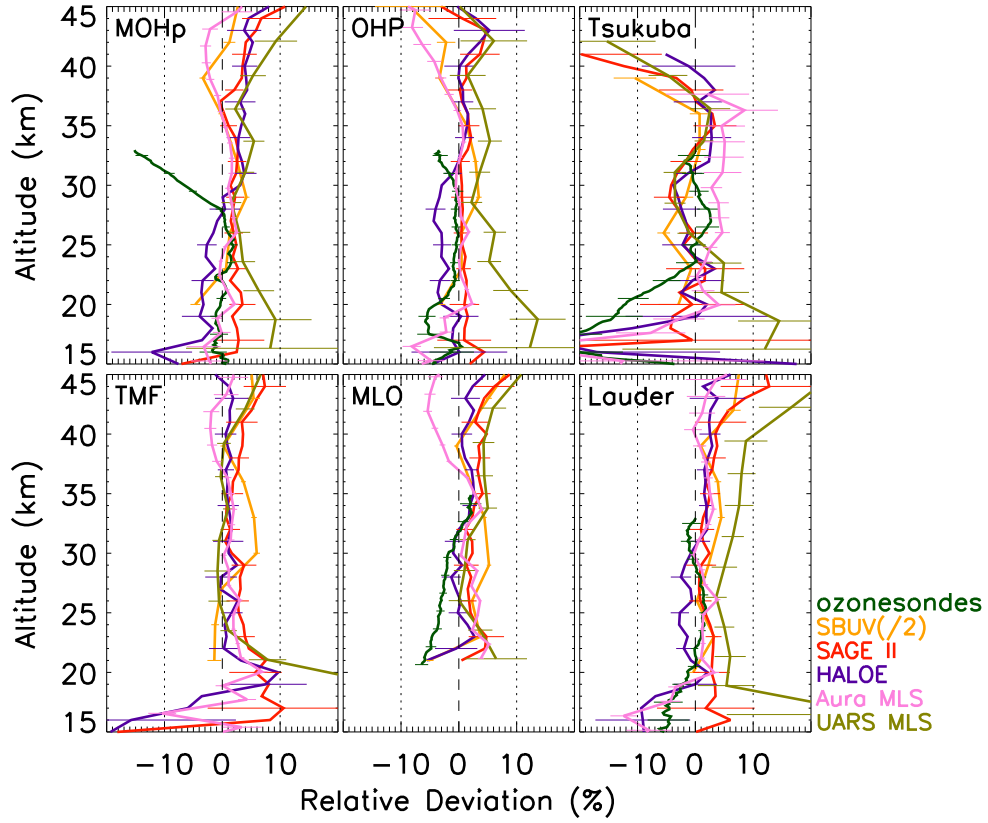 MOHp
OHP
Tsukuba
45
40
35
30
25
20
15
Altitude (km)
TMF
MLO
Lauder
45
40
35
30
25
20
15
Altitude (km)
ozonesondes
SBUV(/2)
SAGE II
HALOE
Aura MLS
UARS MLS
-10 0 10
-10 0 10
-10 0 10
Relative Deviation (%)